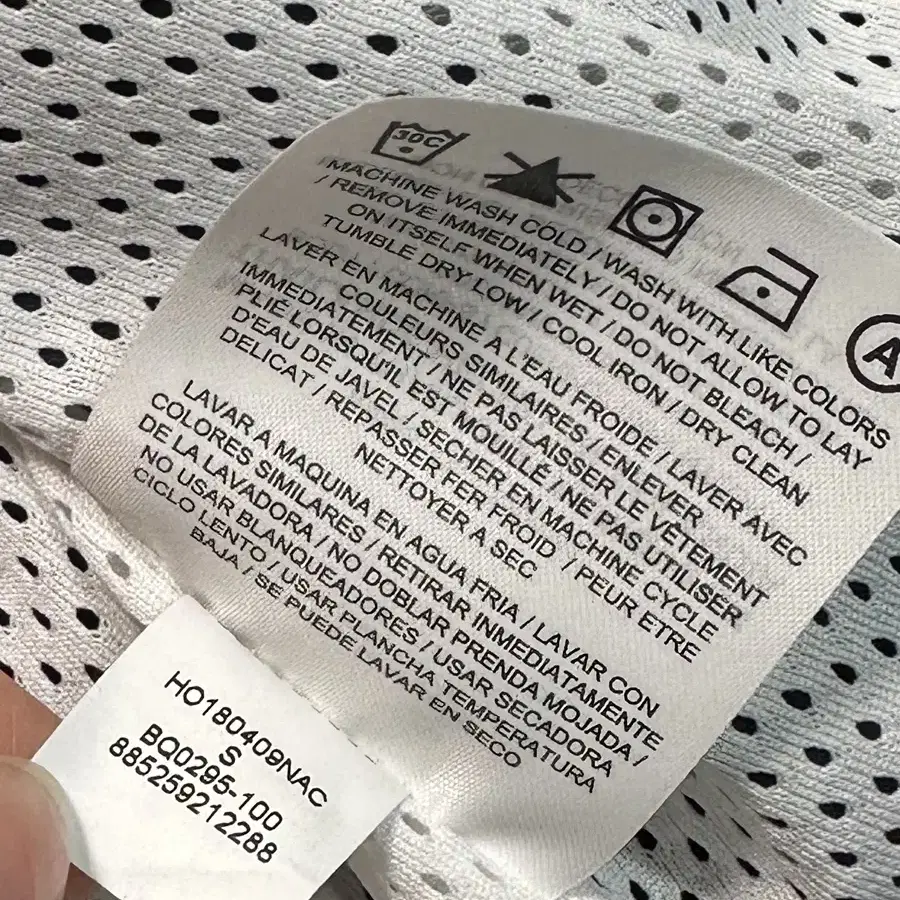 30C
A
MACHINE WASH COLD / WASH WITH LIKE COLORS
/ REMOVE IMMEDIATELY / DO NOT ALLOW TO LAY
ON ITSELF WHEN WET / DO NOT BLEACH /
TUMBLE DRY LOW / COOL IRON / DRY CLEAN
LAVER EN MACHINE A L'EAU FROIDE / LAVER AVEC
COULEURS SIMILAIRES / ENLEVER
IMMEDIATEMENT / NE PAS LAISSER LE VÊTEMENT
PLIÉ LORSQU'IL EST MOUILLÉ / NE PAS UTILISER
D'EAU DE JAVEL / SECHER EN MACHINE CYCLE
DELICAT / REPASSER FER FROID / PEUR ETRE
NETTOYER A SEC
LAVAR A MAQUINA EN AGUA FRIA / LAVAR CON
COLORES SIMILARES / RETIRAR INMEDIATAMENTE
DE LA LAVADORA / NO DOBLAR PRENDA MOJADA /
NO USAR BLANQUEADORES / USAR SECADORA
CICLO LENTO / USAR PLANCHA TEMPERATURA
BAJA / SE PUEDE LAVAR EN SECO
HO180409NAC
S
BQ0295-100
885259212288